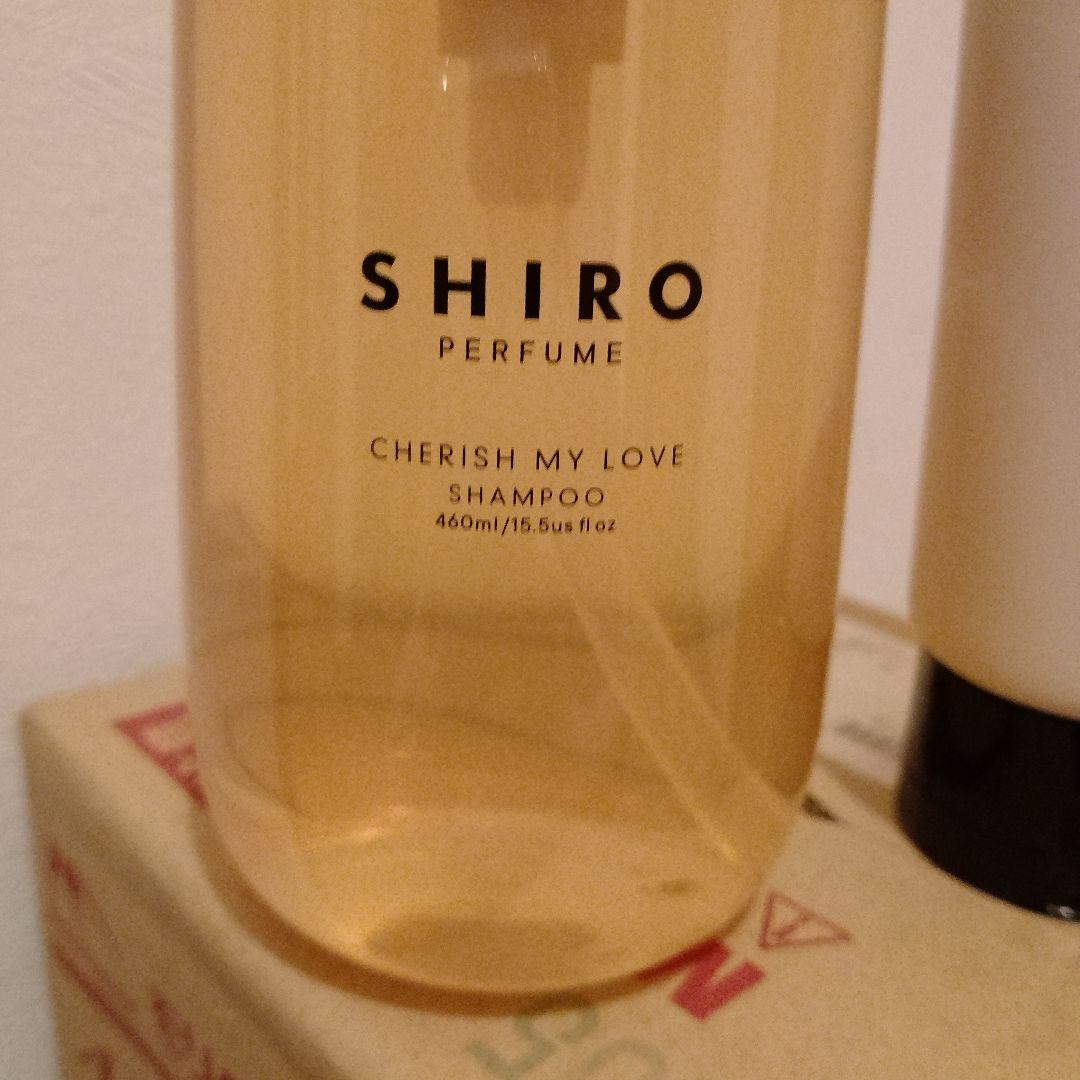 SHIRO
PERFUME
CHERISH MY LOVE
SHAMPOO
460ml/15.5us fl oz